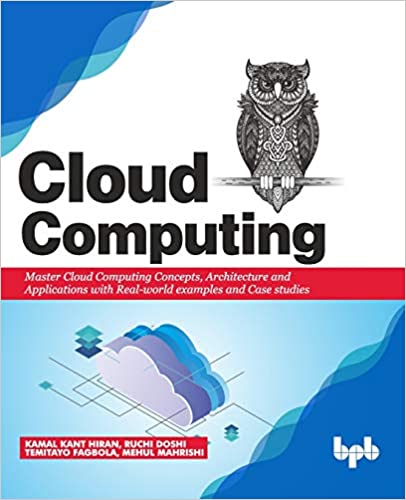 Cloud
Computing
Master Cloud Computing Concepts, Architecture and
Applications with Real-world examples and Case studies
KAMAL KANT HIRAN, RUCHI DOSHI
TEMITAYO FAGBOLA, MEHUL MAHRISHI
bpb